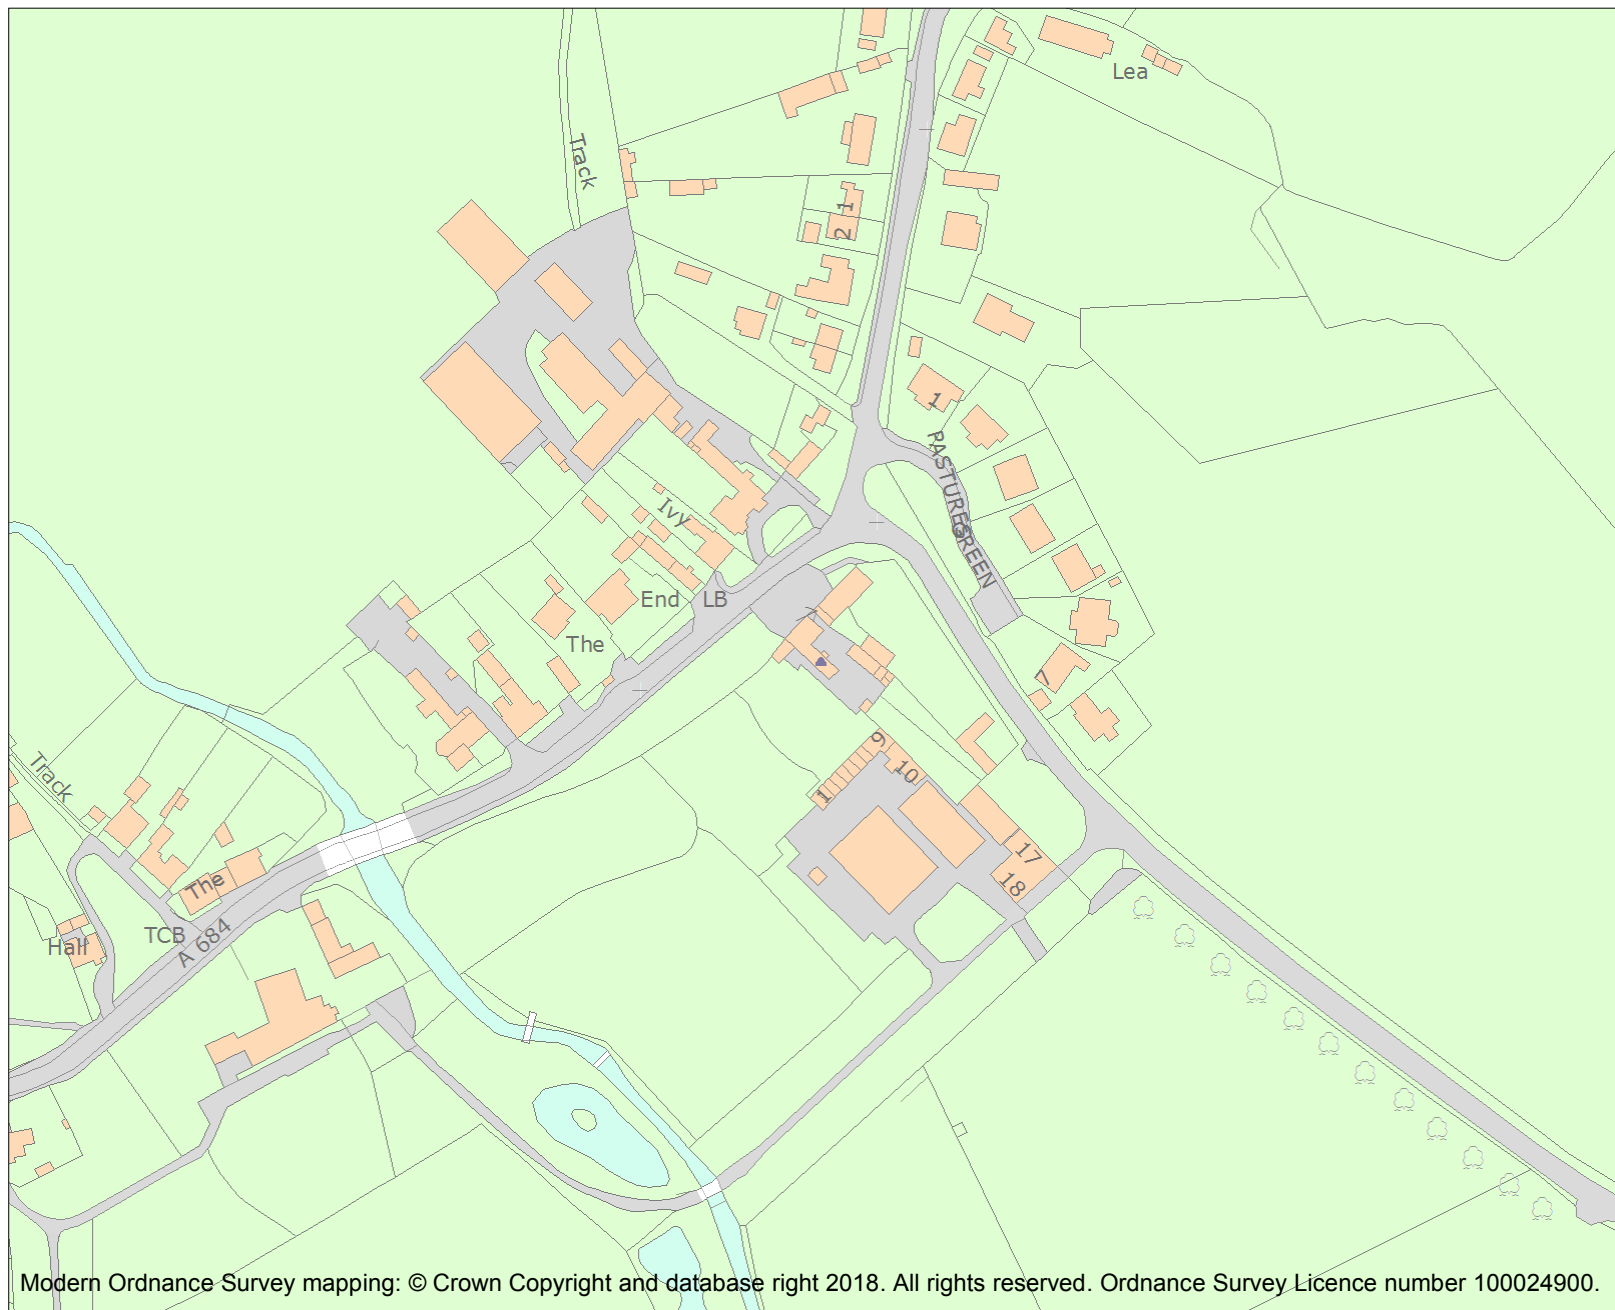 Lea
Track
1
2
1
PASTURES GREEN
Ivy
End
LB
The
7
7
Track
9
10
1
17
18
The
TCB
A 684
Hall
Modern Ordnance Survey mapping: © Crown Copyright and database right 2018. All rights reserved. Ordnance Survey Licence number 100024900.